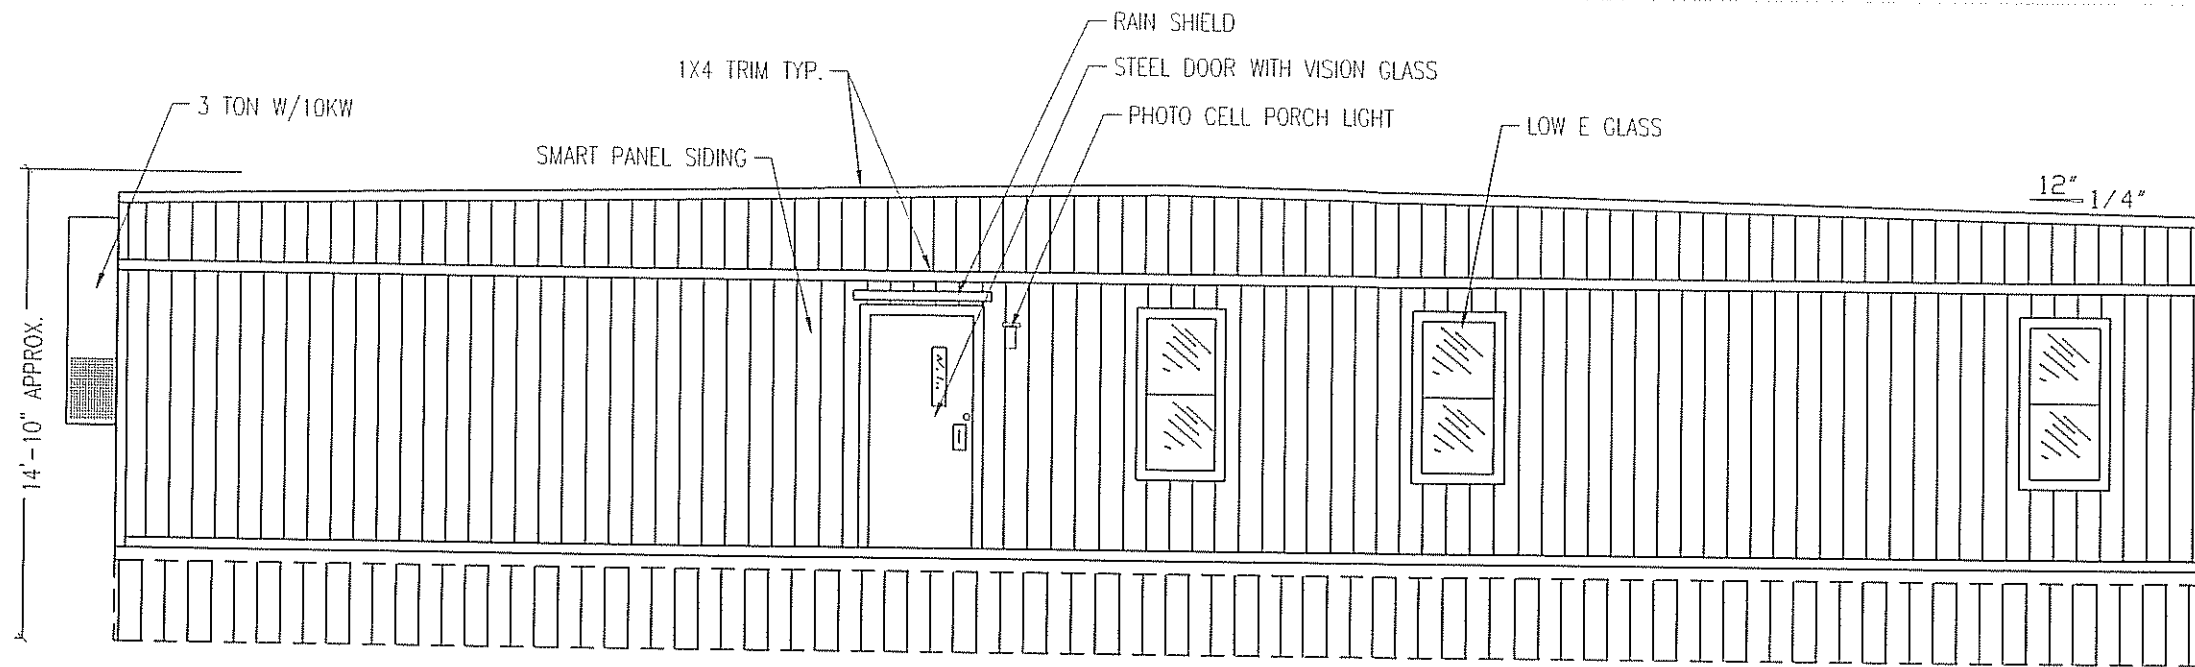 RAIN SHIELD
1X4 TRIM TYP.
STEEL DOOR WITH VISION GLASS
3 TON W/10KW
PHOTO CELL PORCH LIGHT
LOW E GLASS
SMART PANEL SIDING
12"
1/4"
14'-10" APPROX.